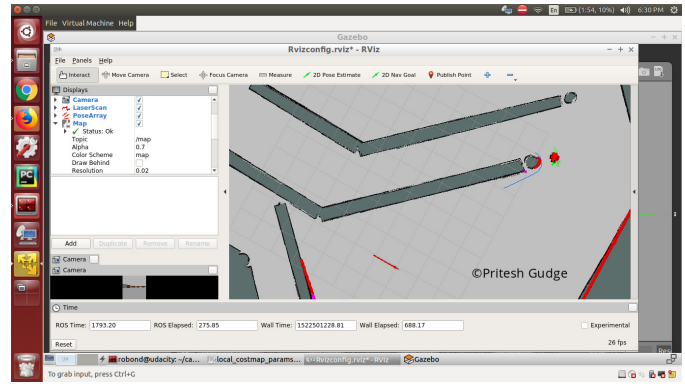 En (1:54, 10%) 6:30 PM
File Virtual Machine Help
Gazebo
Rvizconfig.rviz* - RViz
File Panels Help
Interact Move Camera Select Focus Camera Measure 2D Pose Estimate 2D Nav Goal Publish Point
Displays
Camera
LaserScan
PoseArray
Map
Status: Ok
Topic /map
Alpha 0.7
Color Scheme map
Draw Behind
Resolution 0.02
Add Duplicate Remove Rename
Camera
Camera
©Pritesh Gudge
Time
ROS Time: 1793.20 ROS Elapsed: 275.85 Wall Time: 1522501228.81 Wall Elapsed: 688.17 Experimental
Reset 26 fps
robond@udacity: ~/ca... local_costmap_params... Rvizconfig.rviz* - RViz Gazebo
To grab input, press Ctrl+G